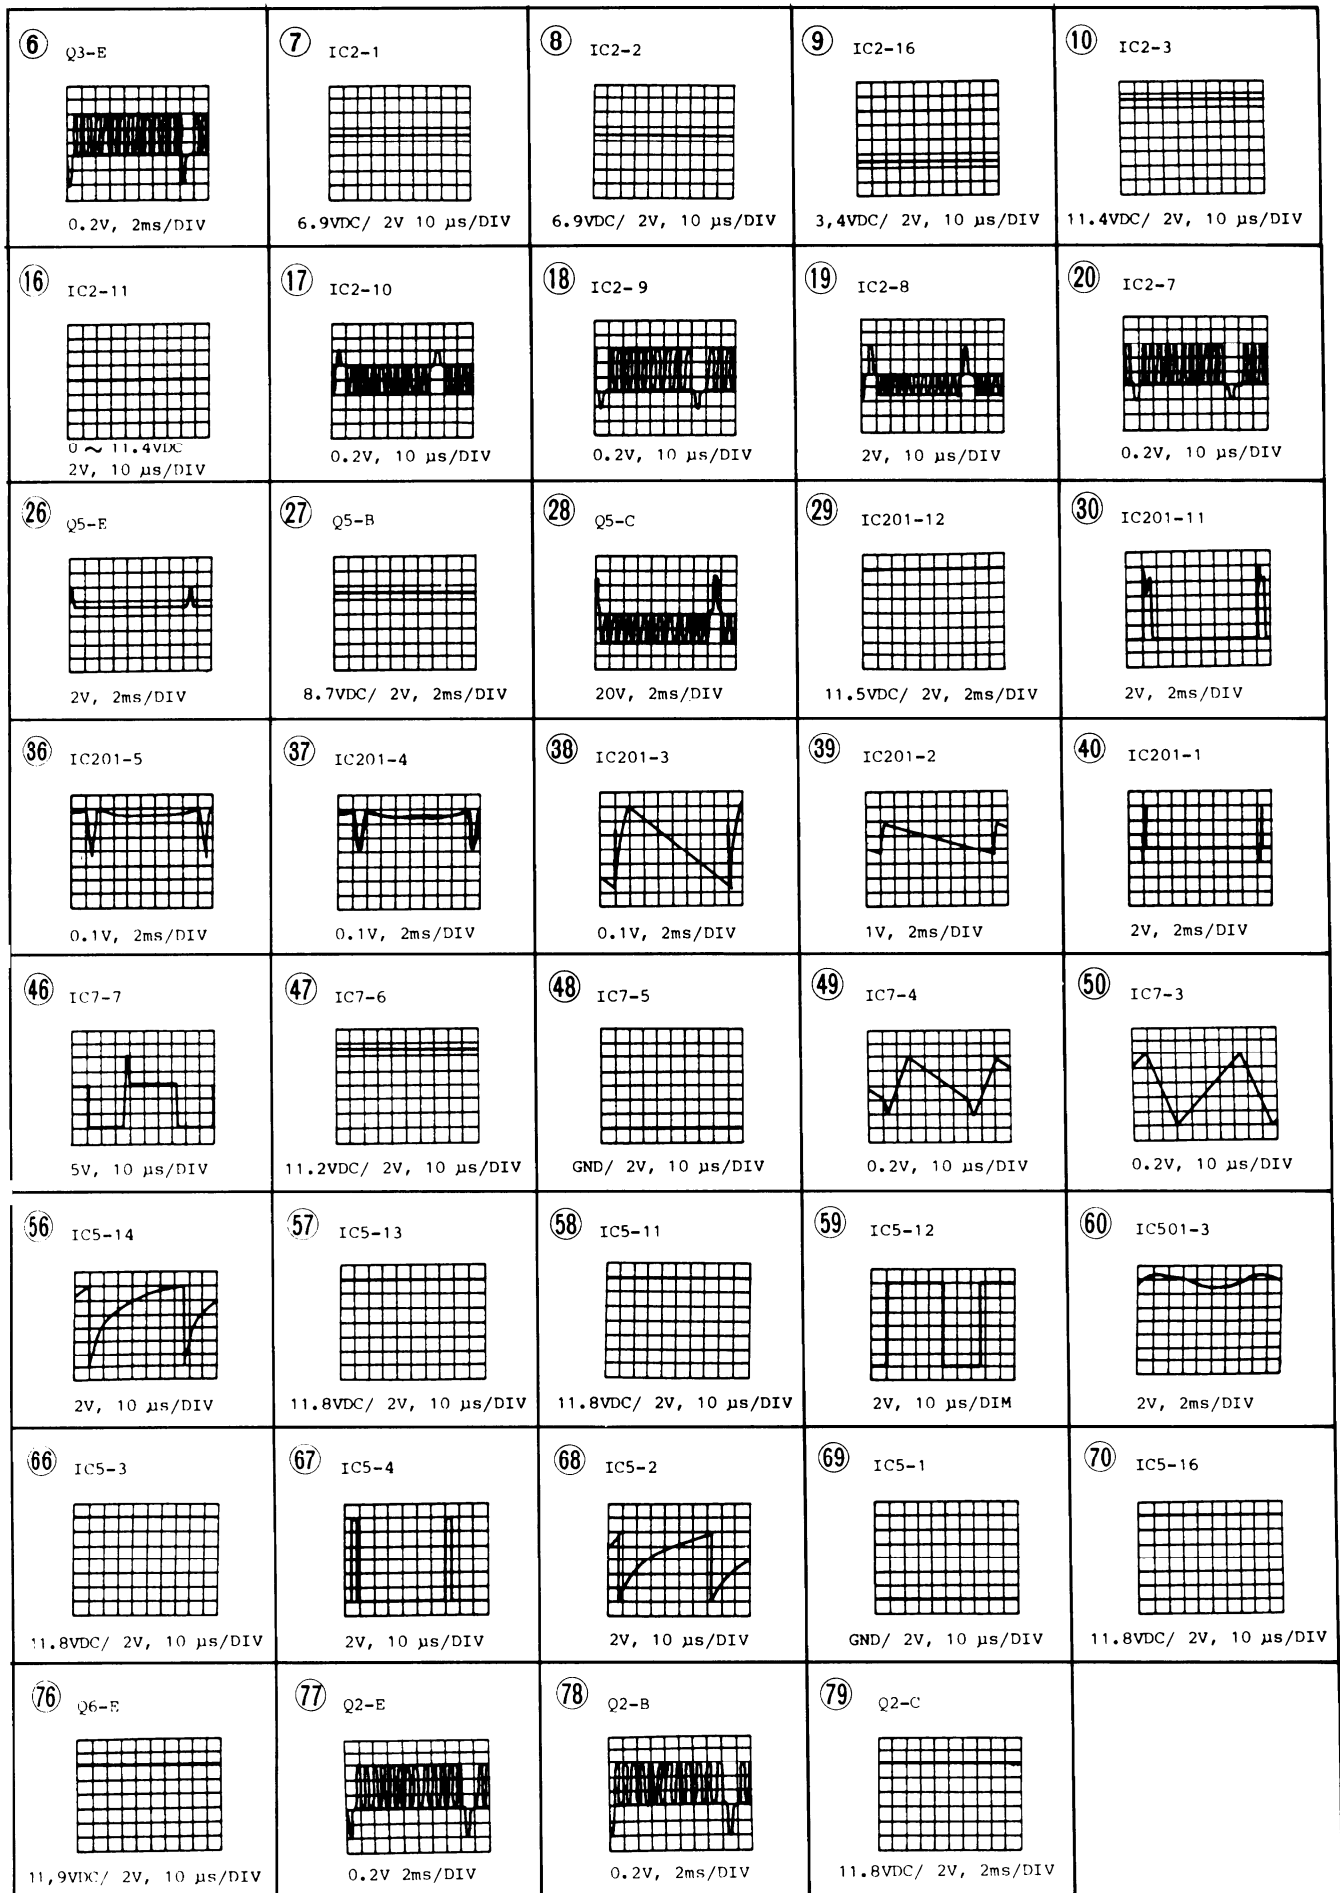 6 Q3-E
0.2V, 2ms/DIV
7 IC2-1
6.9VDC/ 2V 10 µs/DIV
8 IC2-2
6.9VDC/ 2V, 10 µs/DIV
9 IC2-16
3,4VDC/ 2V, 10 µs/DIV
10 IC2-3
11.4VDC/ 2V, 10 µs/DIV
16 IC2-11
0 ~ 11.4VDC
2V, 10 µs/DIV
17 IC2-10
0.2V, 10 µs/DIV
18 IC2-9
0.2V, 10 µs/DIV
19 IC2-8
2V, 10 µs/DIV
20 IC2-7
0.2V, 10 µs/DIV
26 Q5-E
2V, 2ms/DIV
27 Q5-B
8.7VDC/ 2V, 2ms/DIV
28 Q5-C
20V, 2ms/DIV
29 IC201-12
11.5VDC/ 2V, 2ms/DIV
30 IC201-11
2V, 2ms/DIV
36 IC201-5
0.1V, 2ms/DIV
37 IC201-4
0.1V, 2ms/DIV
38 IC201-3
0.1V, 2ms/DIV
39 IC201-2
1V, 2ms/DIV
40 IC201-1
2V, 2ms/DIV
46 IC7-7
5V, 10 µs/DIV
47 IC7-6
11.2VDC/ 2V, 10 µs/DIV
48 IC7-5
GND/ 2V, 10 µs/DIV
49 IC7-4
0.2V, 10 µs/DIV
50 IC7-3
0.2V, 10 µs/DIV
56 IC5-14
2V, 10 µs/DIV
57 IC5-13
11.8VDC/ 2V, 10 µs/DIV
58 IC5-11
11.8VDC/ 2V, 10 µs/DIV
59 IC5-12
2V, 10 µs/DIM
60 IC501-3
2V, 2ms/DIV
66 IC5-3
11.8VDC/ 2V, 10 µs/DIV
67 IC5-4
2V, 10 µs/DIV
68 IC5-2
2V, 10 µs/DIV
69 IC5-1
GND/ 2V, 10 µs/DIV
70 IC5-16
11.8VDC/ 2V, 10 µs/DIV
76 Q6-E
11,9VDC/ 2V, 10 µs/DIV
77 Q2-E
0.2V 2ms/DIV
78 Q2-B
0.2V, 2ms/DIV
79 Q2-C
11.8VDC/ 2V, 2ms/DIV